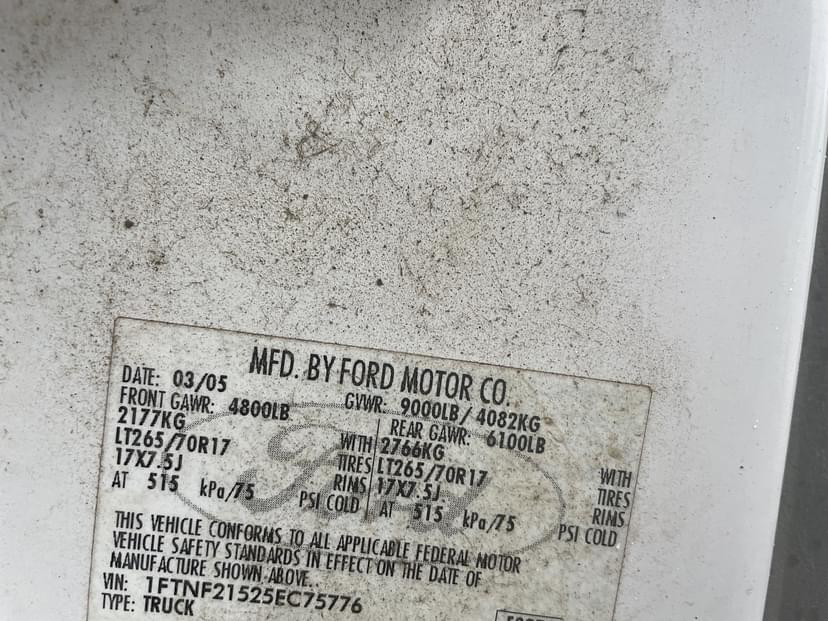 MFD. BY FORD MOTOR CO.
DATE: 03/05 GVWR: 9000LB/ 4082KG
FRONT GAWR: 4800LB REAR GAWR: 6100LB
2177KG WITH 2766KG WITH
LT265/70R17 TIRES LT265/70R17 TIRES
17X7.5J RIMS 17X7.5J RIMS
AT 515 kPa/75 PSI COLD AT 515 kPa/75 PSI COLD
THIS VEHICLE CONFORMS TO ALL APPLICABLE FEDERAL MOTOR
VEHICLE SAFETY STANDARDS IN EFFECT ON THE DATE OF
MANUFACTURE SHOWN ABOVE.
VIN: 1FTNF21525EC75776
TYPE: TRUCK